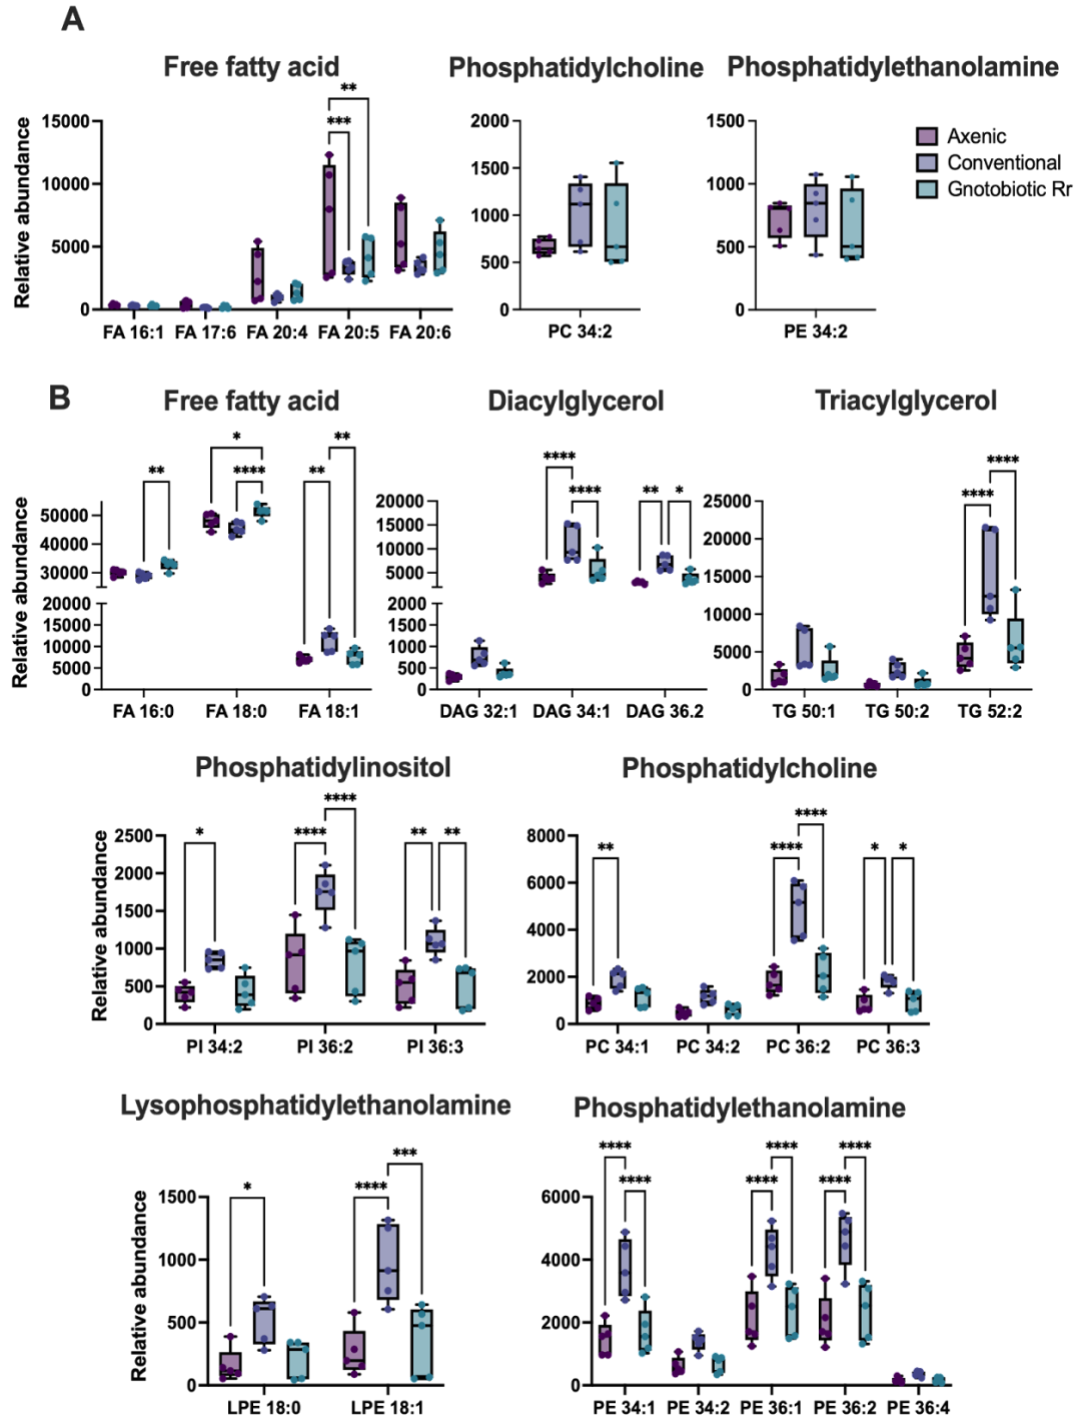 A
Free fatty acid
Phosphatidylcholine
Phosphatidylethanolamine
Relative abundance
15000
10000
5000
0
**
***
FA 16:1
FA 17:6
FA 20:4
FA 20:5
FA 20:6
2000
1500
1000
500
0
PC 34:2
1500
1000
500
0
PE 34:2
Axenic
Conventional
Gnotobiotic Rr
B
Free fatty acid
Diacylglycerol
Triacylglycerol
Relative abundance
50000
40000
30000
20000
15000
10000
5000
0
**
*
****
**
**
FA 16:0
FA 18:0
FA 18:1
20000
15000
10000
5000
2000
1500
1000
500
0
****
****
**
*
DAG 32:1
DAG 34:1
DAG 36.2
25000
20000
15000
10000
5000
0
****
****
TG 50:1
TG 50:2
TG 52:2
Phosphatidylinositol
Phosphatidylcholine
Relative abundance
2500
2000
1500
1000
500
0
*
****
****
**
**
PI 34:2
PI 36:2
PI 36:3
8000
6000
4000
2000
0
**
****
****
*
*
PC 34:1
PC 34:2
PC 36:2
PC 36:3
Lysophosphatidylethanolamine
Phosphatidylethanolamine
Relative abundance
1500
1000
500
0
*
***
****
LPE 18:0
LPE 18:1
6000
4000
2000
0
****
****
****
****
****
****
PE 34:1
PE 34:2
PE 36:1
PE 36:2
PE 36:4